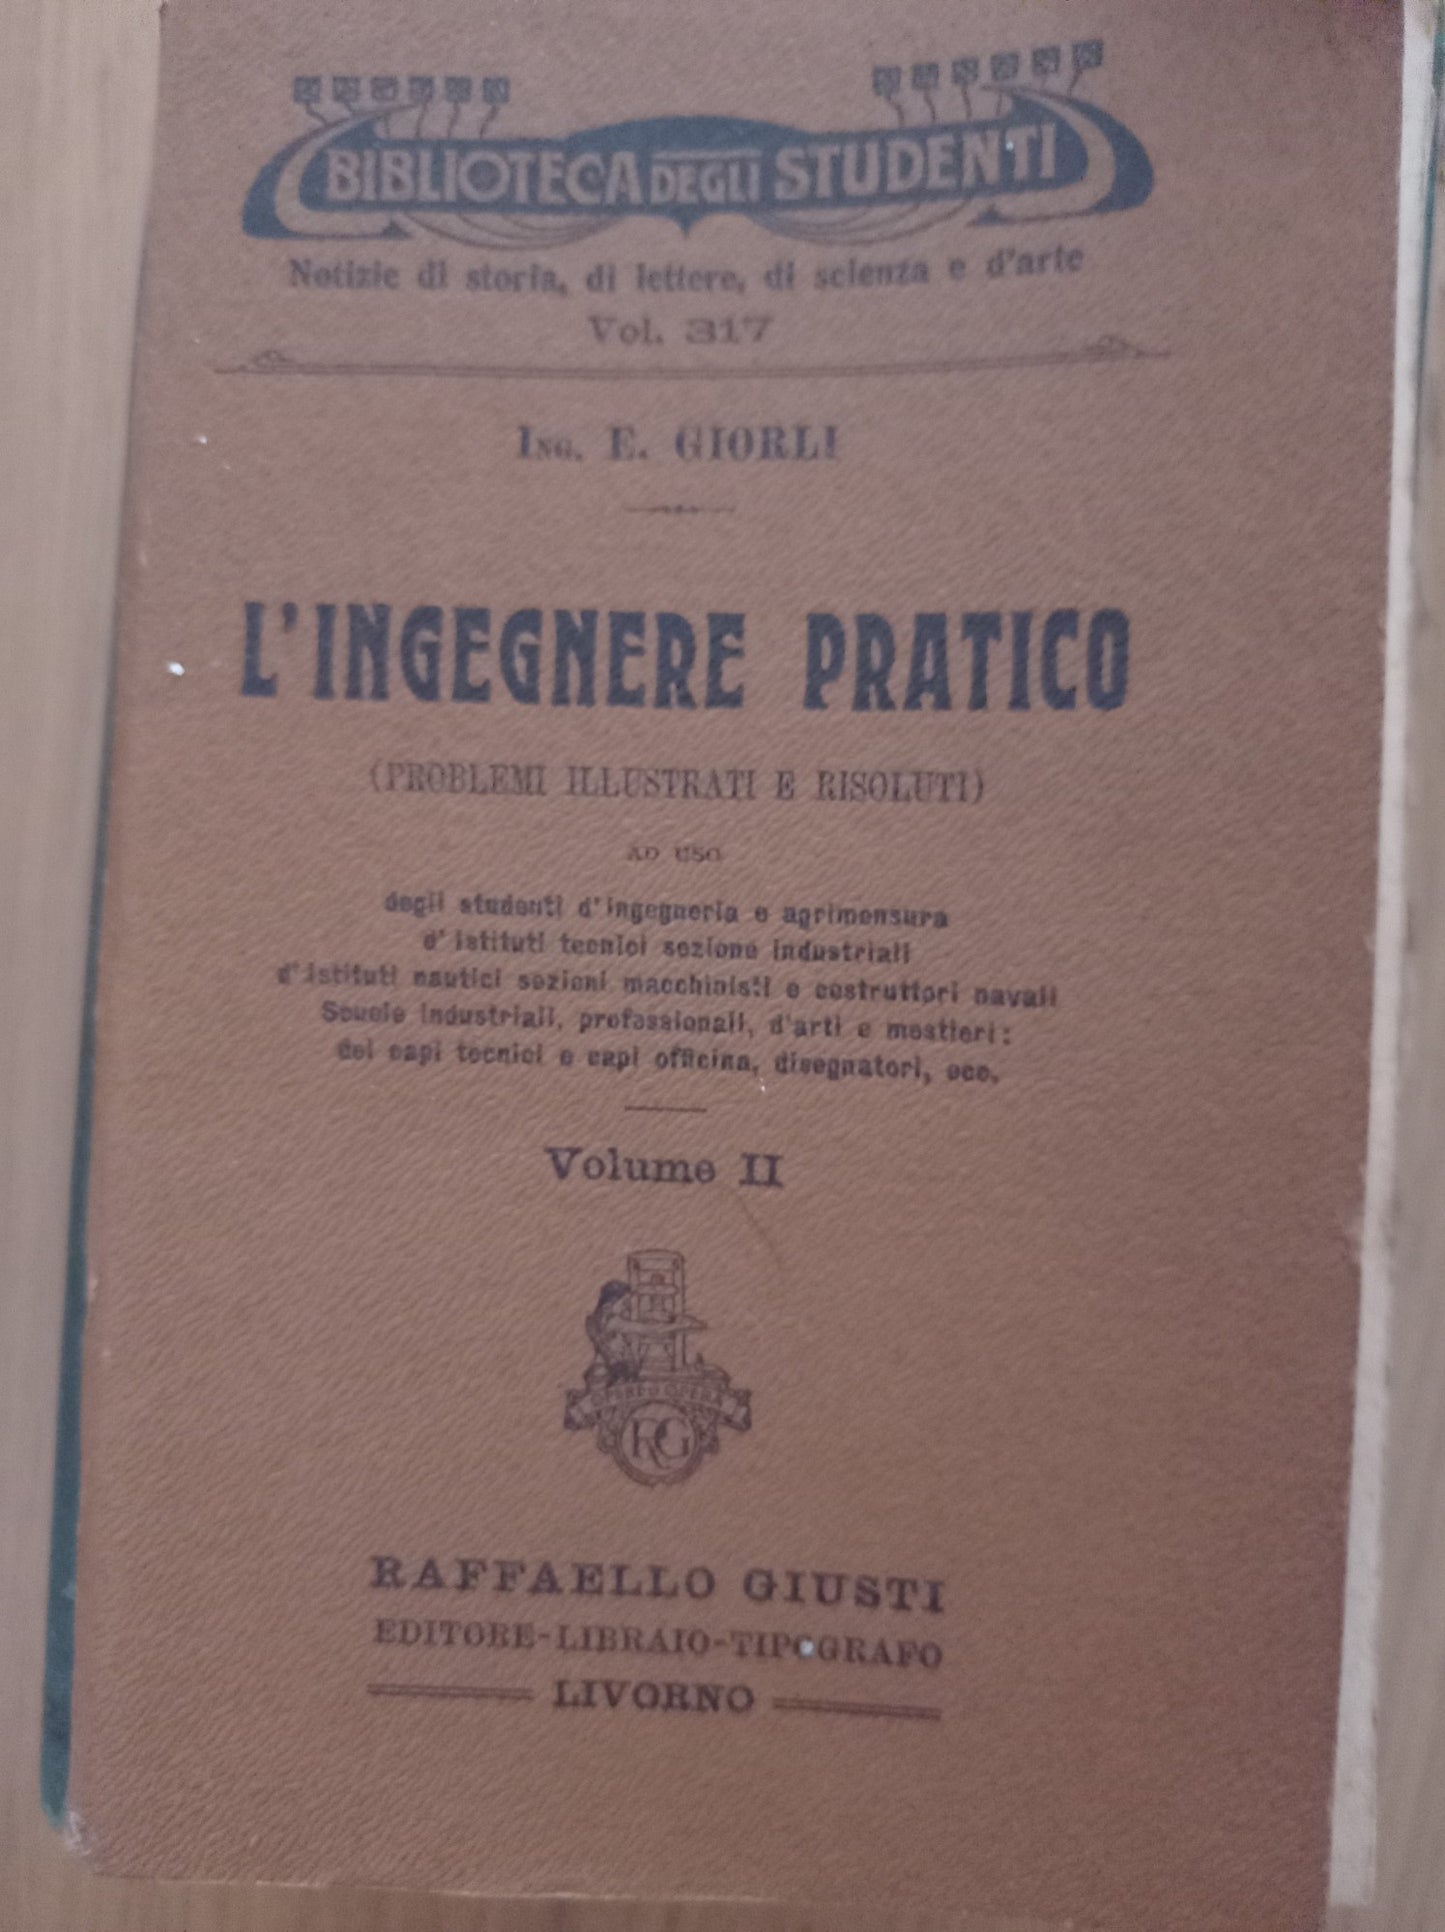 BIBLIOTECA DEGLI STUDENTI
Notizie di storia, di lettere, di scienza e d'arte
Vol. 317
ING. E. GIORLI
L'INGEGNERE PRATICO
(PROBLEMI ILLUSTRATI E RISOLUTI)
AD USO
degli studenti d'ingegneria e agrimensura
d'istituti tecnici sezione industriali
d'istituti nautici sezioni macchinisti e costruttori navali
Scuole industriali, professionali, d'arti e mestieri:
dei capi tecnici e capi officina, disegnatori, ecc.
Volume II
OPERA
RG
RAFFAELLO GIUSTI
EDITORE-LIBRAIO-TIPOGRAFO
LIVORNO